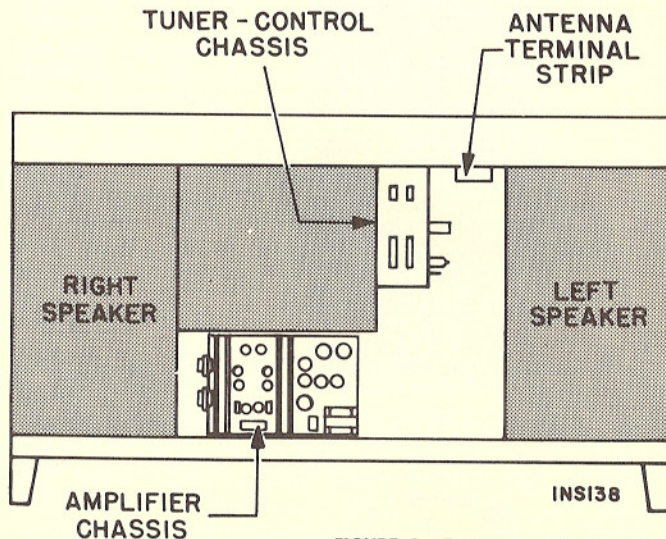 TUNER - CONTROL
CHASSIS
ANTENNA
TERMINAL
STRIP
RIGHT
SPEAKER
LEFT
SPEAKER
AMPLIFIER
CHASSIS
INS138